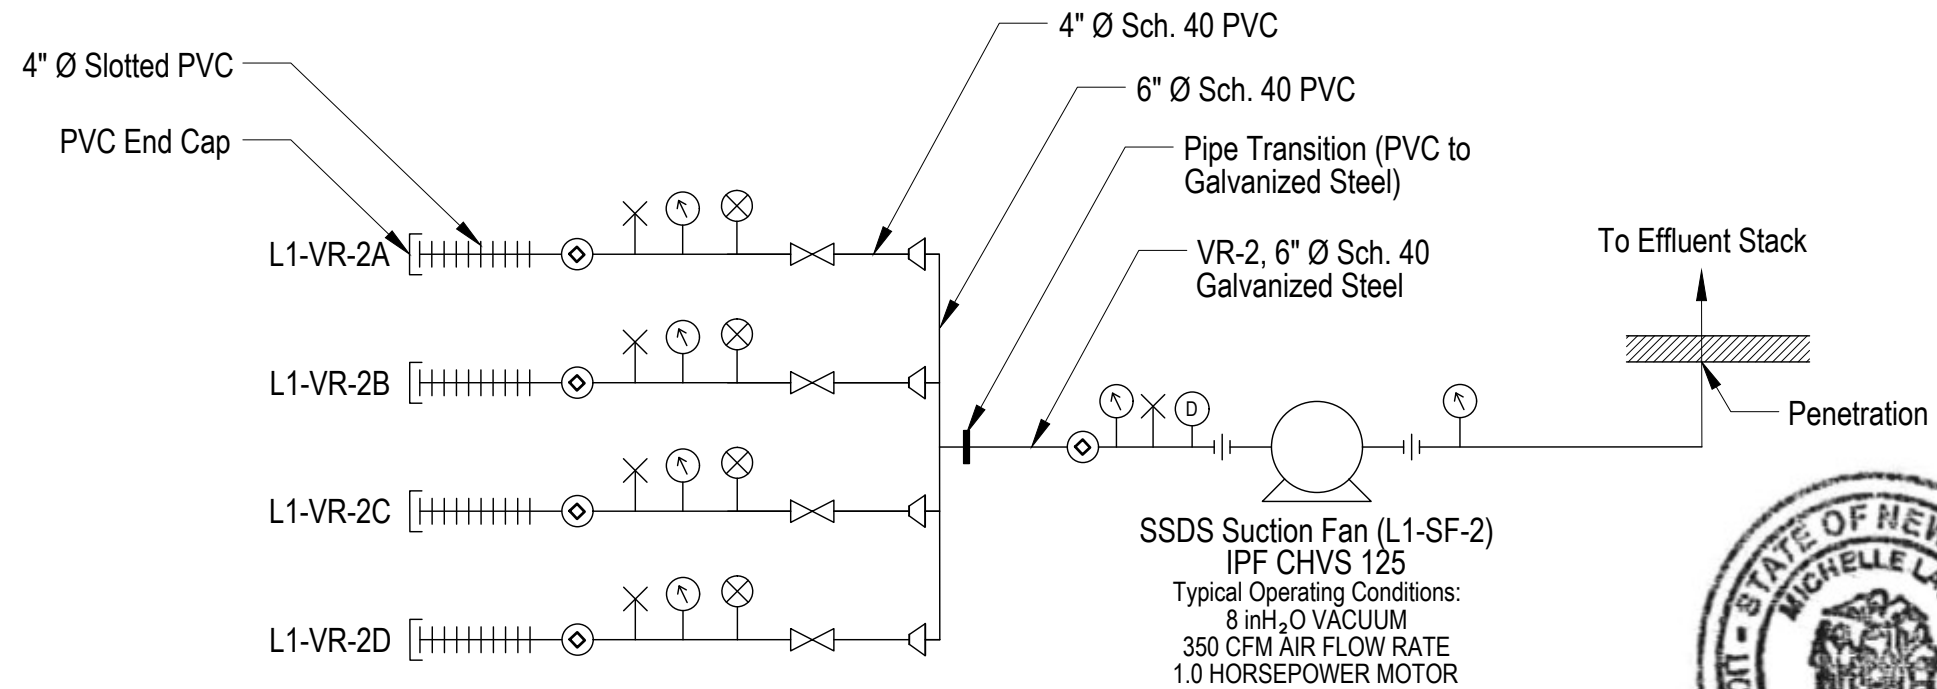 4" Ø Sch. 40 PVC
4" Ø Slotted PVC
6" Ø Sch. 40 PVC
PVC End Cap
Pipe Transition (PVC to
Galvanized Steel)
L1-VR-2A
VR-2, 6" Ø Sch. 40
Galvanized Steel
To Effluent Stack
L1-VR-2B
D
Penetration
L1-VR-2C
SSDS Suction Fan (L1-SF-2)
IPF CHVS 125
Typical Operating Conditions:
8 inH₂O VACUUM
350 CFM AIR FLOW RATE
1.0 HORSEPOWER MOTOR
L1-VR-2D
STATE OF NEW
MICHELLE